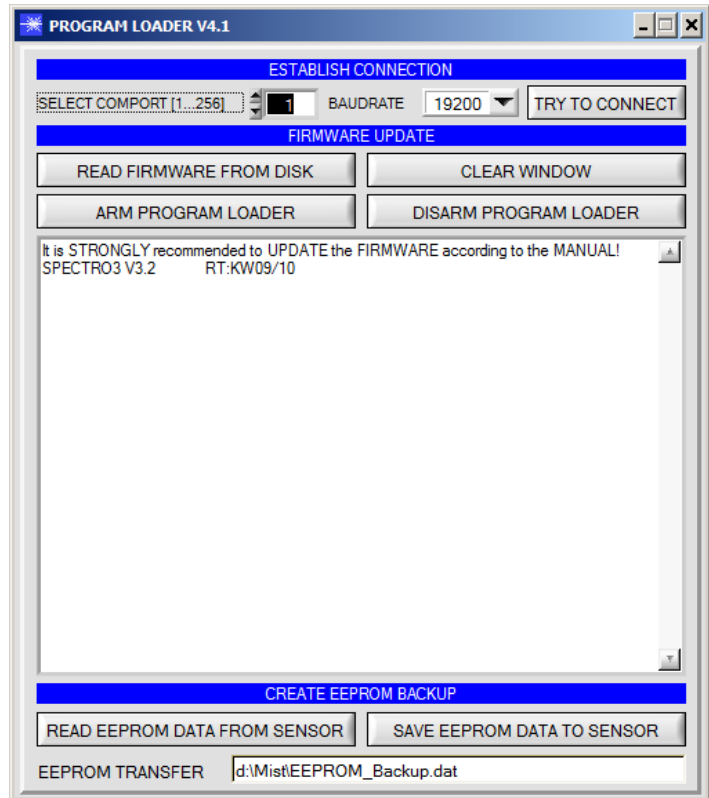 PROGRAM LOADER V4.1
ESTABLISH CONNECTION
SELECT COMPORT [1...256] 1 BAUDRATE 19200 TRY TO CONNECT
FIRMWARE UPDATE
READ FIRMWARE FROM DISK CLEAR WINDOW
ARM PROGRAM LOADER DISARM PROGRAM LOADER
It is STRONGLY recommended to UPDATE the FIRMWARE according to the MANUAL!
SPECTRO3 V3.2 RT:KW09/10
CREATE EEPROM BACKUP
READ EEPROM DATA FROM SENSOR SAVE EEPROM DATA TO SENSOR
EEPROM TRANSFER d:\Mist\EEPROM_Backup.dat